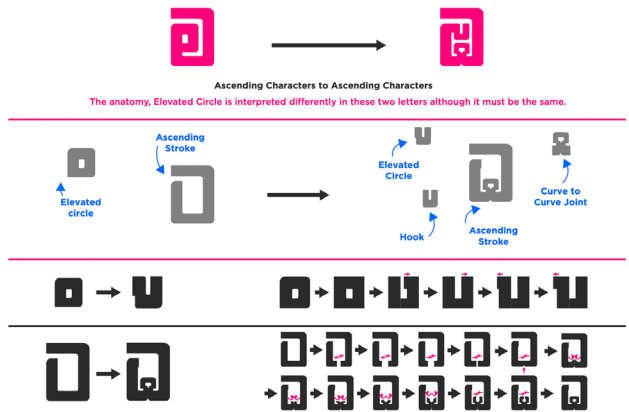 Ascending Characters to Ascending Characters
The anatomy, Elevated Circle is interpreted differently in these two letters although it must be the same.
Ascending
Stroke
Elevated
circle
Elevated
Circle
Hook
Ascending
Stroke
Curve to
Curve Joint